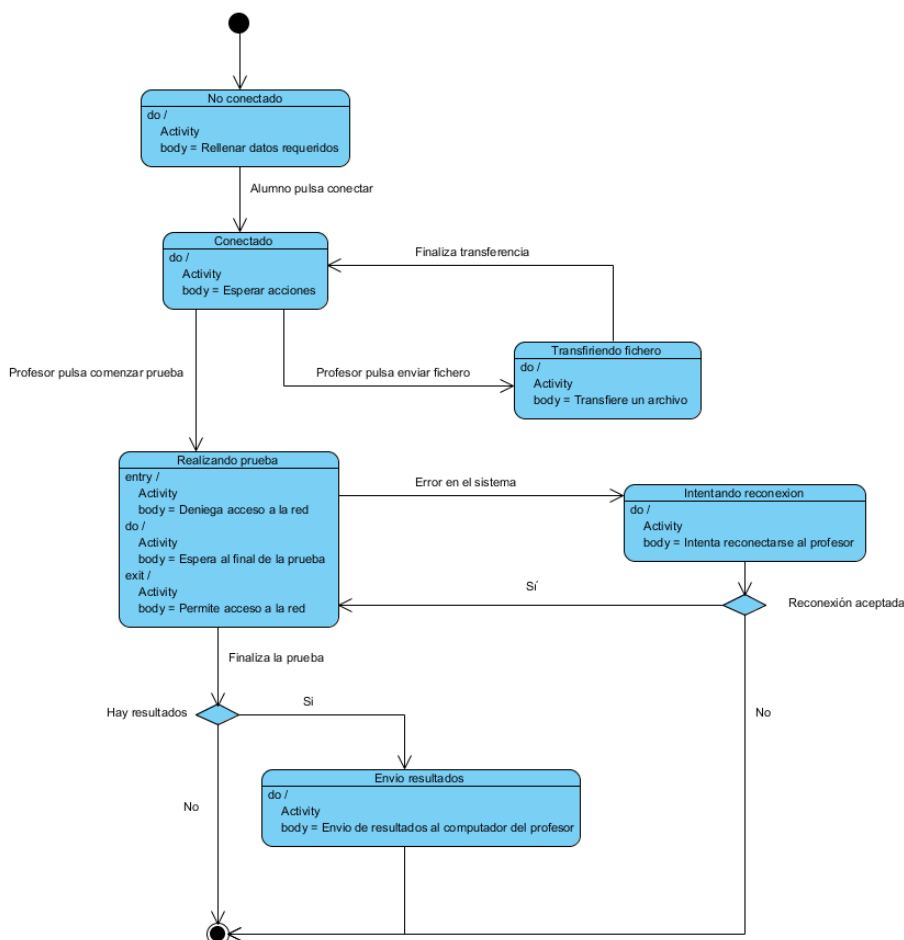 No conectado
do /
Activity
body = Rellenar datos requeridos
Alumno pulsa conectar
Conectado
do /
Activity
body = Esperar acciones
Finaliza transferencia
Transfiriendo fichero
do /
Activity
body = Transfiere un archivo
Profesor pulsa comenzar prueba
Profesor pulsa enviar fichero
Realizando prueba
entry /
Activity
body = Deniega acceso a la red
do /
Activity
body = Espera al final de la prueba
exit /
Activity
body = Permite acceso a la red
Error en el sistema
Intentando reconexion
do /
Activity
body = Intenta reconectarse al profesor
Sí
Reconexión aceptada
Finaliza la prueba
Hay resultados
Si
No
Envio resultados
do /
Activity
body = Envio de resultados al computador del profesor
No